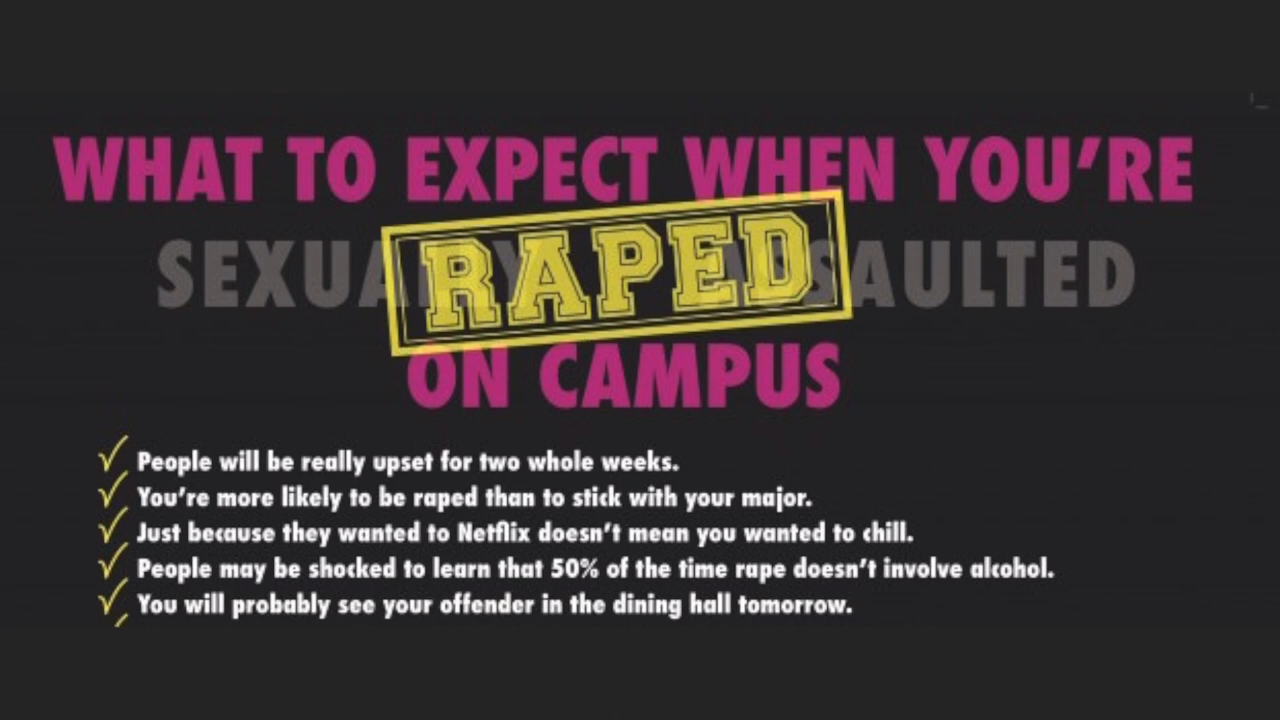 WHAT TO EXPECT WHEN YOU'RE
SEXUALLY ASSAULTED
RAPED
ON CAMPUS
People will be really upset for two whole weeks.
You're more likely to be raped than to stick with your major.
Just because they wanted to Netflix doesn't mean you wanted to chill.
People may be shocked to learn that 50% of the time rape doesn't involve alcohol.
You will probably see your offender in the dining hall tomorrow.